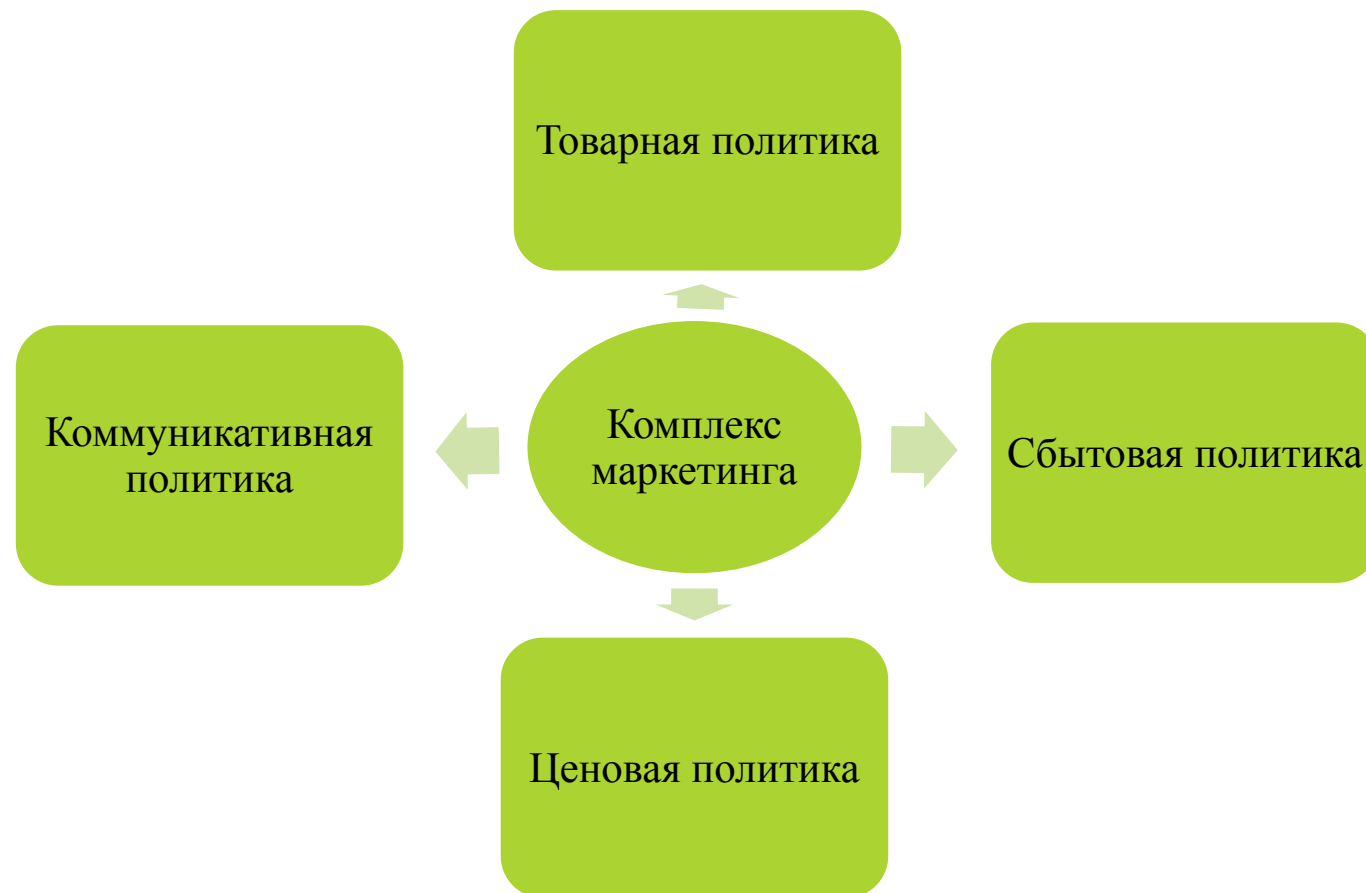 Товарная политика
Коммуникативная
политика
Комплекс
маркетинга
Сбытовая политика
Ценовая политика